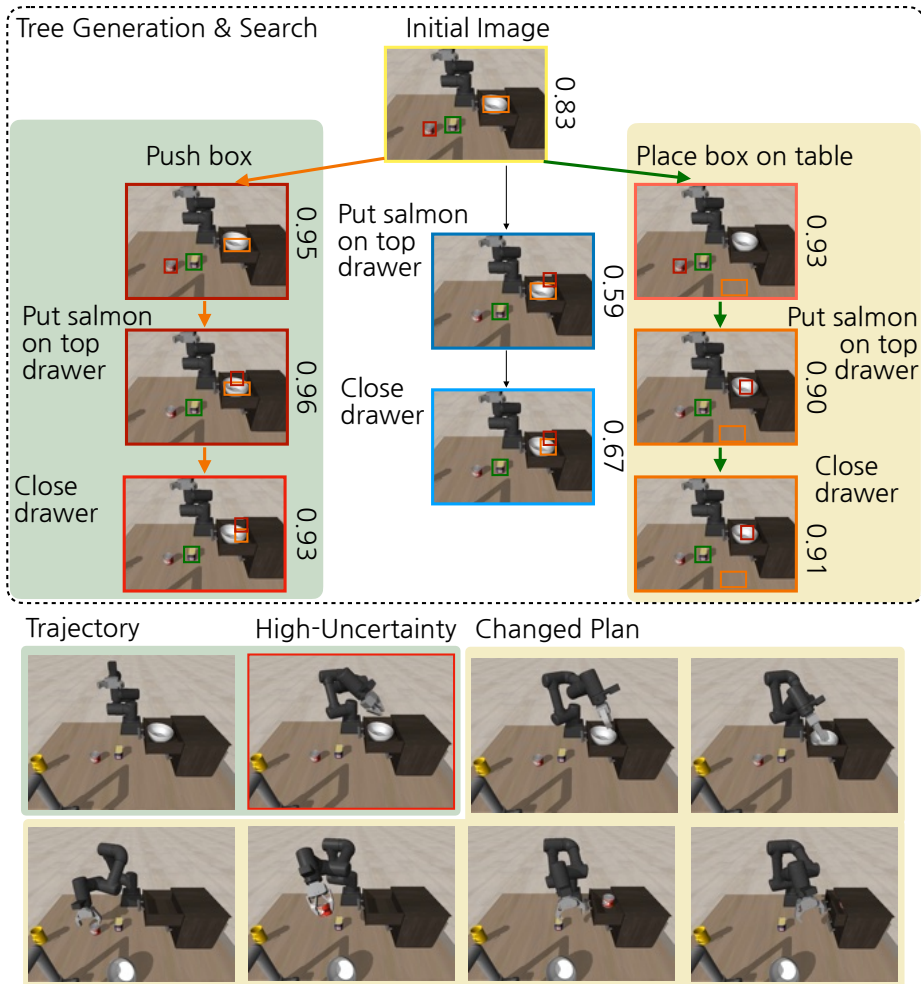 Tree Generation & Search
Initial Image
0.83
Push box
0.95
Put salmon
on top
drawer
0.96
Close
drawer
0.93
Put salmon
on top
drawer
0.59
Close
drawer
0.67
Place box on table
0.93
Put salmon
on top
drawer
0.90
Close
drawer
0.91
Trajectory
High-Uncertainty
Changed Plan